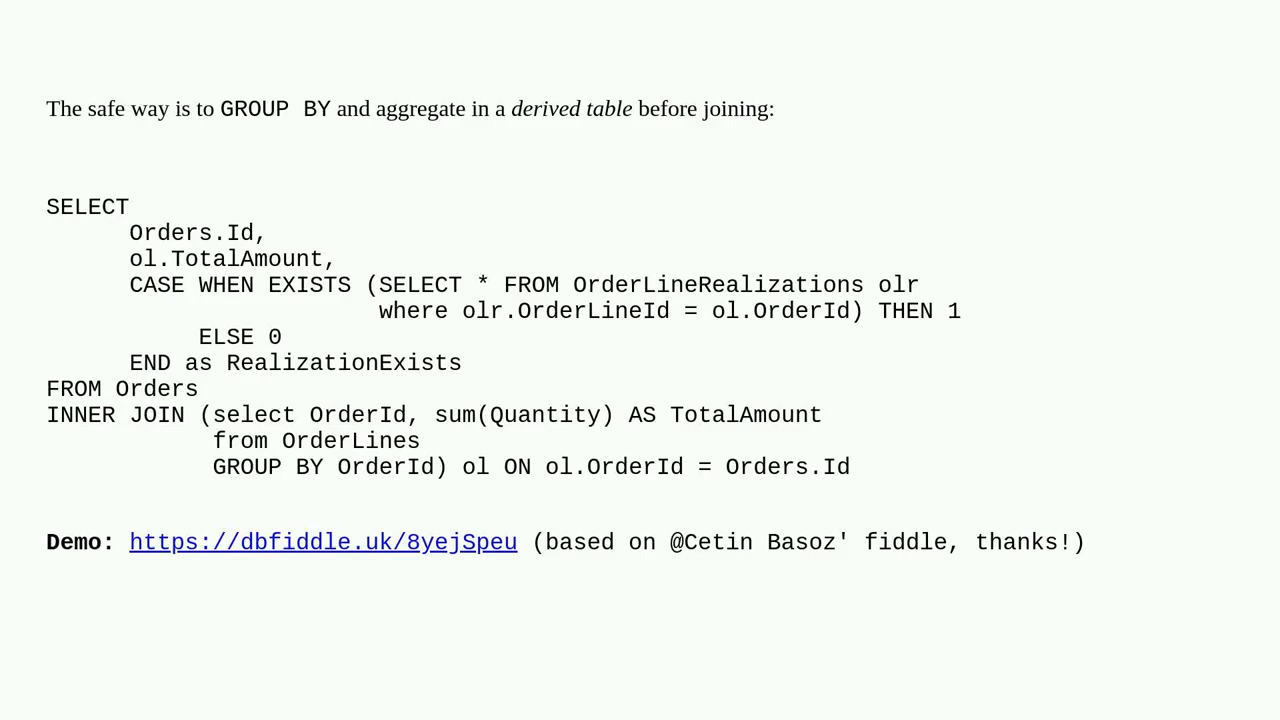 The safe way is to GROUP BY and aggregate in a derived table before joining:
SELECT
      Orders.Id,
      ol.TotalAmount,
      CASE WHEN EXISTS (SELECT * FROM OrderLineRealizations olr
                        where olr.OrderLineId = ol.OrderId) THEN 1
           ELSE 0
      END as RealizationExists
FROM Orders
INNER JOIN (select OrderId, sum(Quantity) AS TotalAmount
            from OrderLines
            GROUP BY OrderId) ol ON ol.OrderId = Orders.Id
Demo: https://dbfiddle.uk/8yejSpeu (based on @Cetin Basoz' fiddle, thanks!)